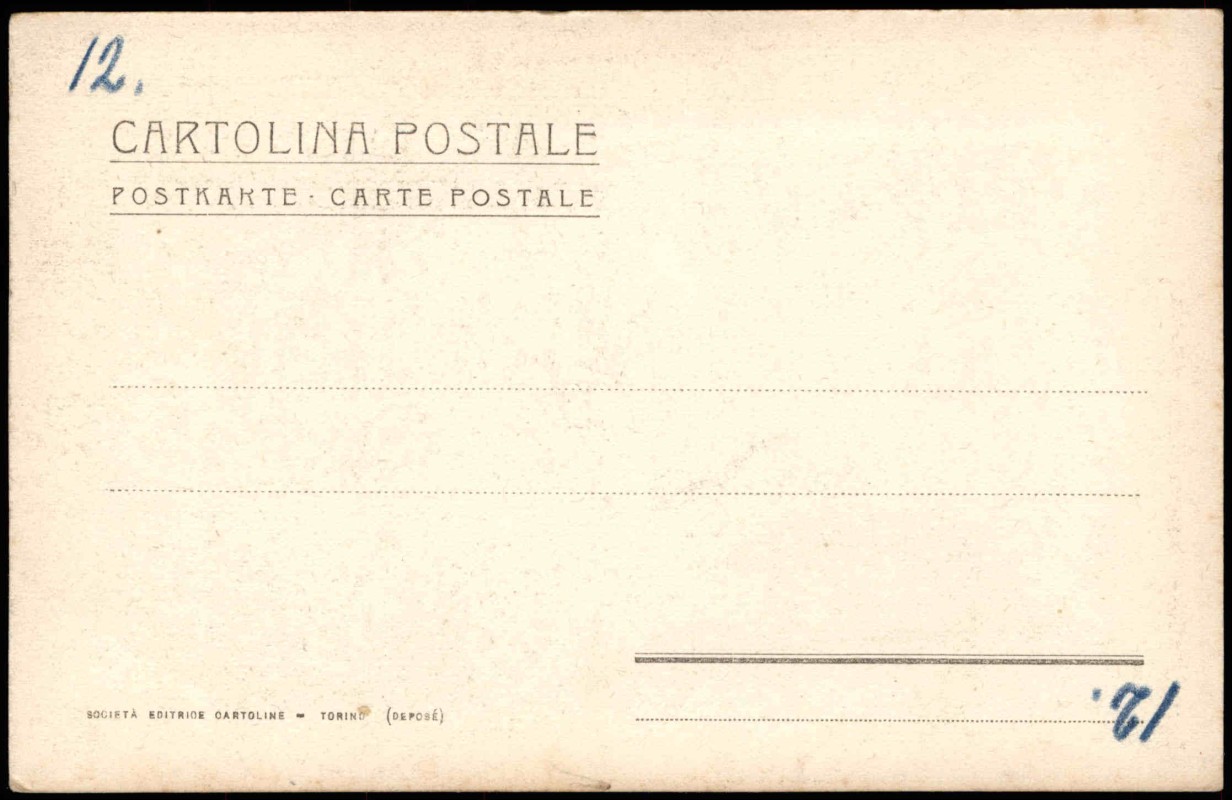 12.
CARTOLINA POSTALE
POSTKARTE · CARTE POSTALE
SOCIETÀ EDITRICE CARTOLINE - TORINO (DEPOSÉ)
12.